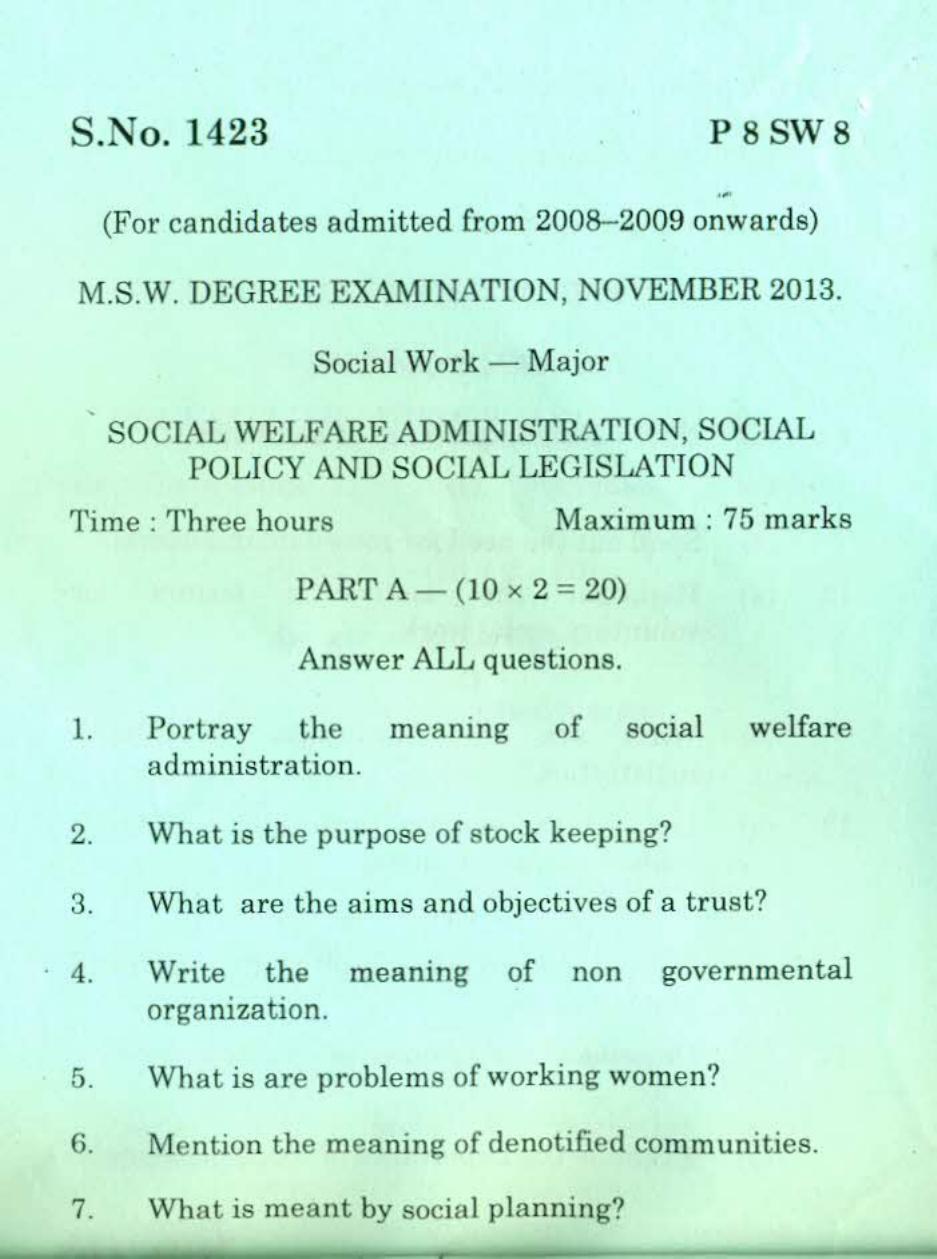 S.No. 1423 P 8 SW 8
(For candidates admitted from 2008–2009 onwards)
M.S.W. DEGREE EXAMINATION, NOVEMBER 2013.
Social Work — Major
SOCIAL WELFARE ADMINISTRATION, SOCIAL
POLICY AND SOCIAL LEGISLATION
Time : Three hours Maximum : 75 marks
PART A — (10 × 2 = 20)
Answer ALL questions.
1. Portray the meaning of social welfare
administration.
2. What is the purpose of stock keeping?
3. What are the aims and objectives of a trust?
4. Write the meaning of non governmental
organization.
5. What is are problems of working women?
6. Mention the meaning of denotified communities.
7. What is meant by social planning?